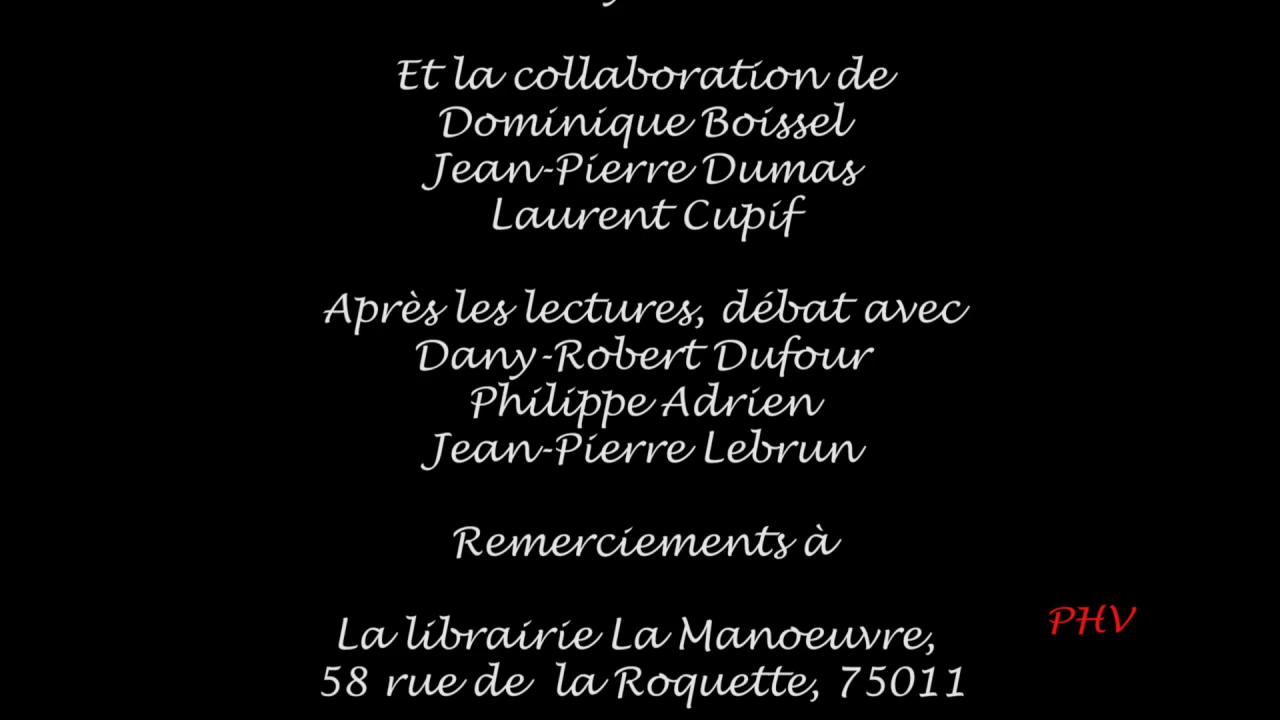 Et la collaboration de
Dominique Boissel
Jean-Pierre Dumas
Laurent Cupif
Après les lectures, débat avec
Dany-Robert Dufour
Philippe Adrien
Jean-Pierre Lebrun
Remerciements à
PHV
La librairie La Manoeuvre,
58 rue de la Roquette, 75011